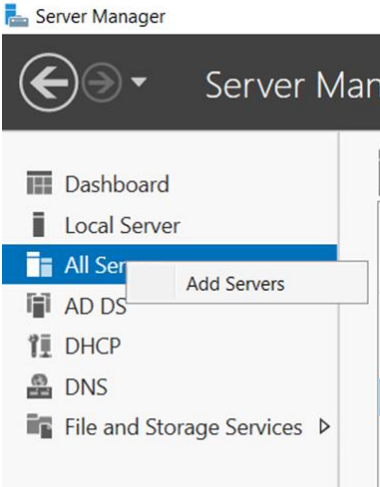 Server Manager
Server Man
Dashboard
Local Server
All Ser
Add Servers
AD DS
DHCP
DNS
File and Storage Services